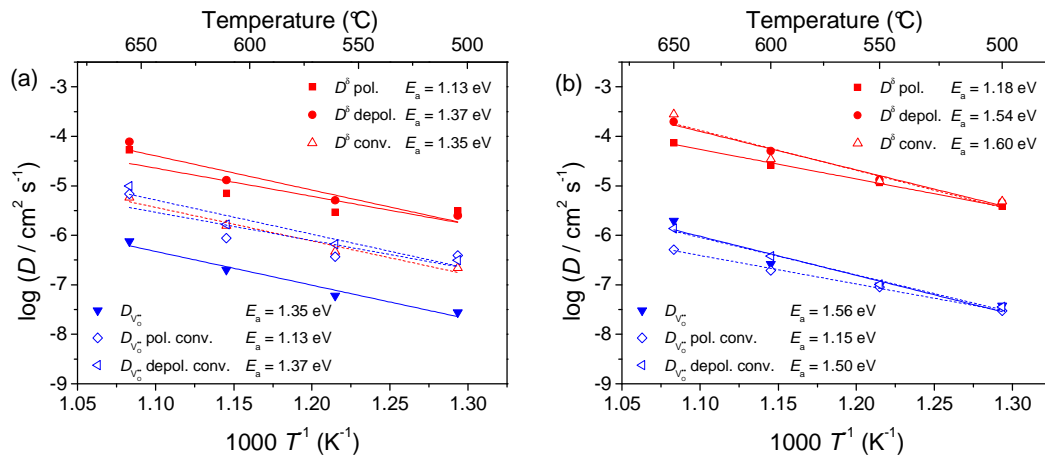 Temperature (°C)
650 600 550 500
(a)
-3
-4
-5
-6
-7
-8
-9
log (D / cm² s⁻¹)
D^δ pol. E_a = 1.13 eV
D^δ depol. E_a = 1.37 eV
D^δ conv. E_a = 1.35 eV
D_V_O^•• E_a = 1.35 eV
D_V_O^•• pol. conv. E_a = 1.13 eV
D_V_O^•• depol. conv. E_a = 1.37 eV
1.05 1.10 1.15 1.20 1.25 1.30
1000 T⁻¹ (K⁻¹)
Temperature (°C)
650 600 550 500
(b)
-3
-4
-5
-6
-7
-8
-9
log (D / cm² s⁻¹)
D^δ pol. E_a = 1.18 eV
D^δ depol. E_a = 1.54 eV
D^δ conv. E_a = 1.60 eV
D_V_O^•• E_a = 1.56 eV
D_V_O^•• pol. conv. E_a = 1.15 eV
D_V_O^•• depol. conv. E_a = 1.50 eV
1.05 1.10 1.15 1.20 1.25 1.30
1000 T⁻¹ (K⁻¹)